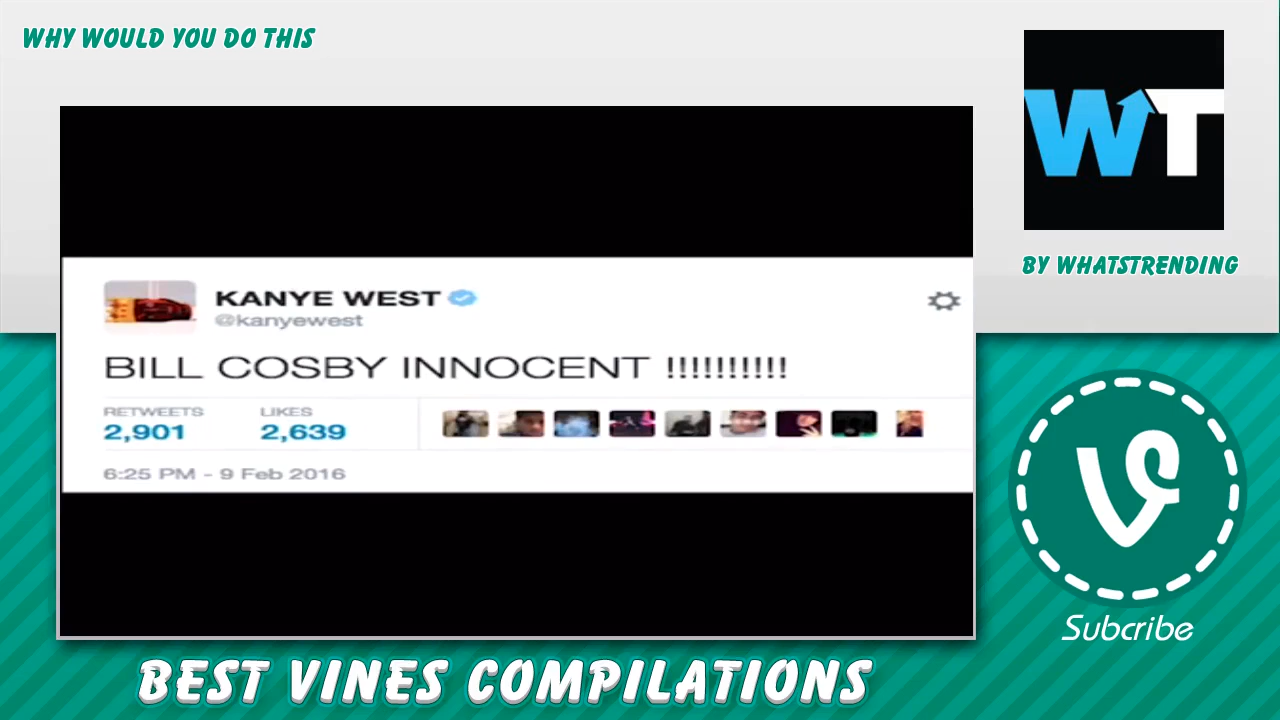 WHY WOULD YOU DO THIS
WT
BY WHATSTRENDING
KANYE WEST
@kanyewest
BILL COSBY INNOCENT !!!!!!!!!!
RETWEETS LIKES
2,901 2,639
6:25 PM - 9 Feb 2016
Subcribe
BEST VINES COMPILATIONS